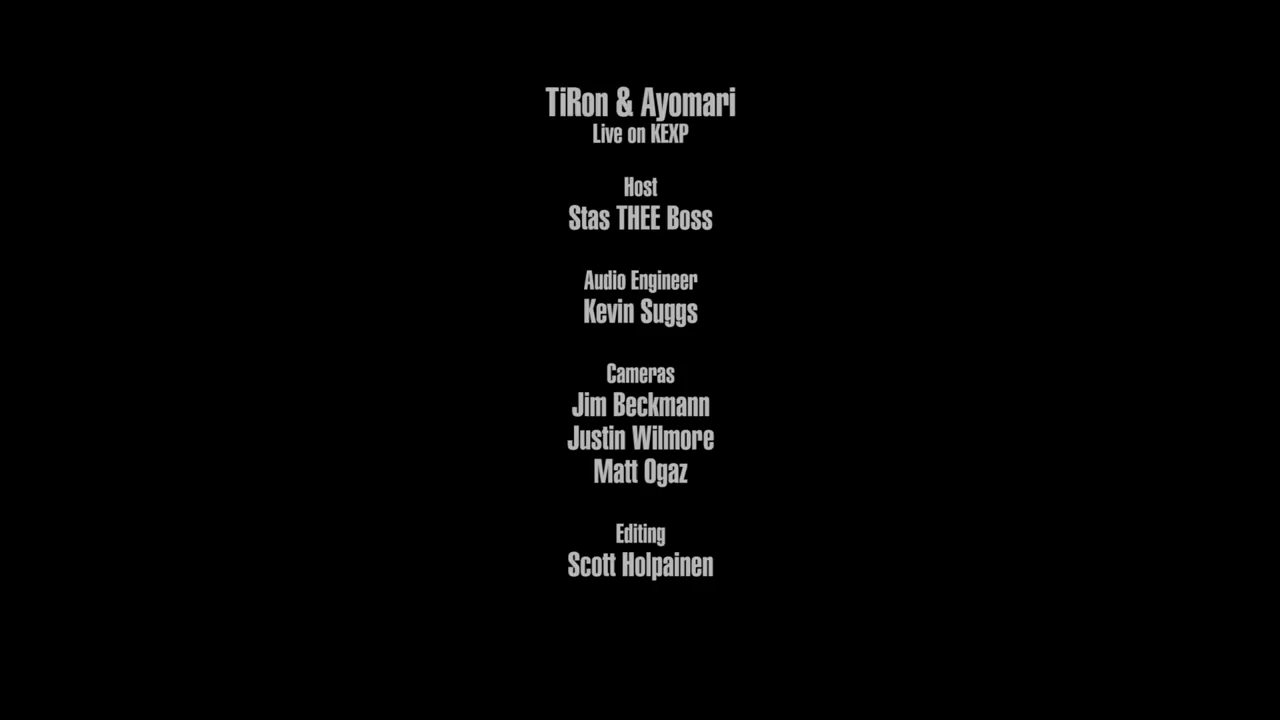 TiRon & Ayomari
Live on KEXP
Host
Stas THEE Boss
Audio Engineer
Kevin Suggs
Cameras
Jim Beckmann
Justin Wilmore
Matt Ogaz
Editing
Scott Holpainen